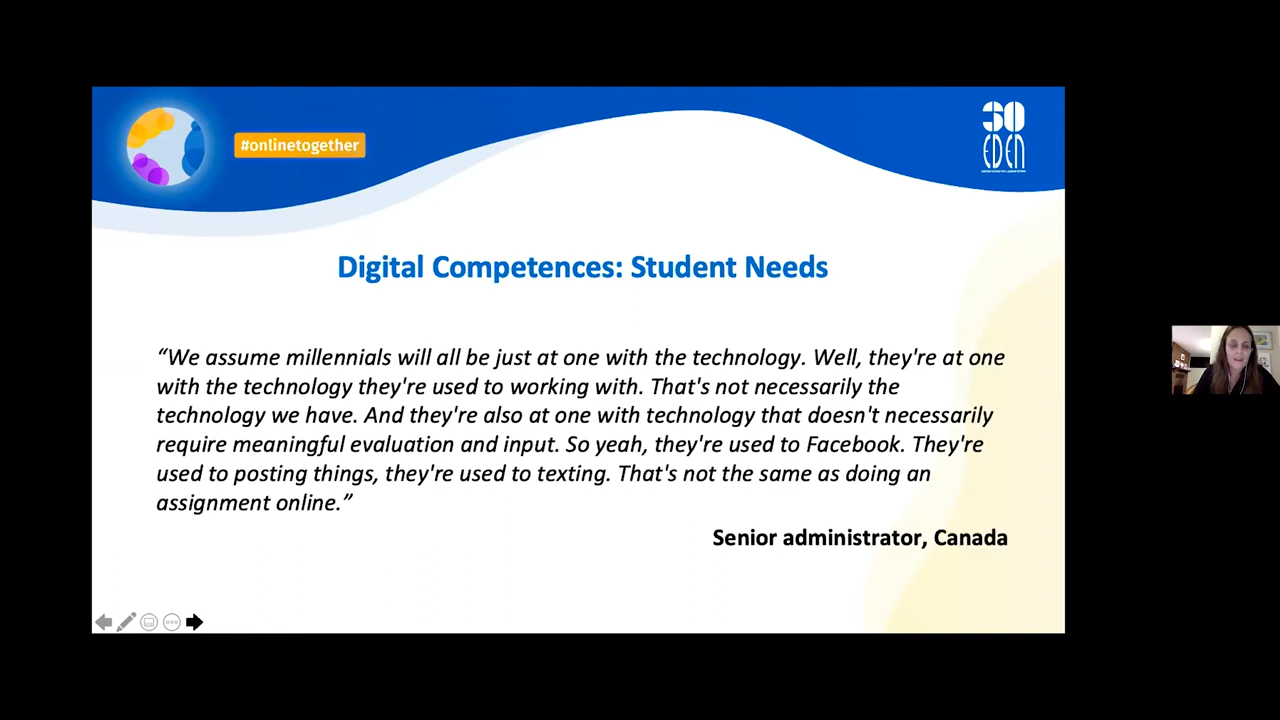 #onlinetogether
30
EDEN
Digital Competences: Student Needs
“We assume millennials will all be just at one with the technology. Well, they're at one
with the technology they're used to working with. That's not necessarily the
technology we have. And they're also at one with technology that doesn't necessarily
require meaningful evaluation and input. So yeah, they're used to Facebook. They're
used to posting things, they're used to texting. That's not the same as doing an
assignment online.”
Senior administrator, Canada